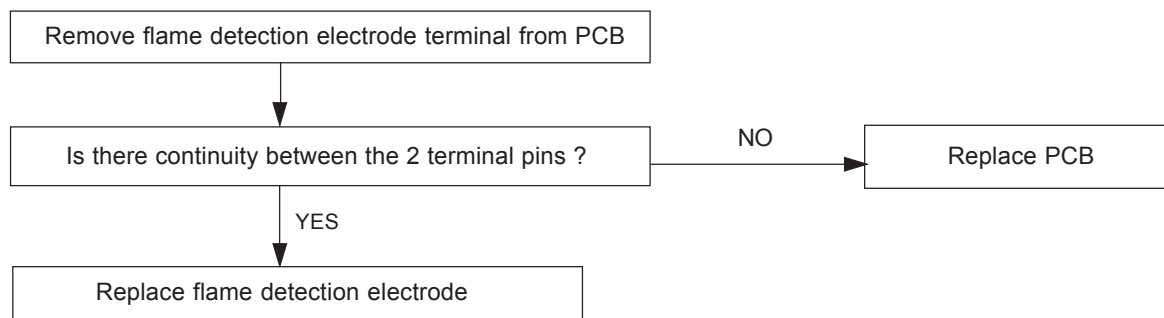 Remove flame detection electrode terminal from PCB
Is there continuity between the 2 terminal pins ?
NO
Replace PCB
YES
Replace flame detection electrode